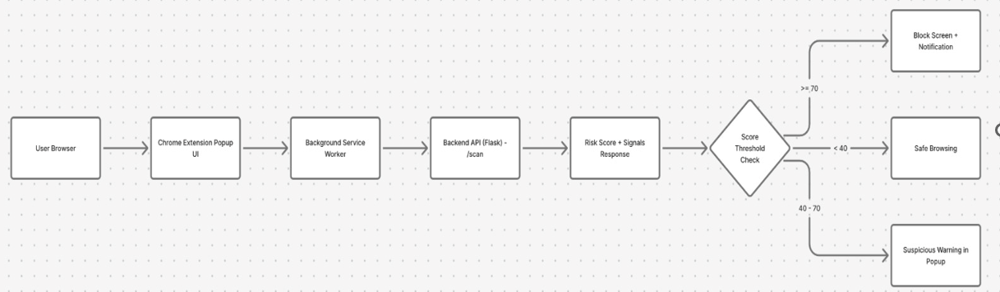 User Browser
Chrome Extension Popup
UI
Background Service
Worker
Backend API (Flask) -
/scan
Risk Score + Signals
Response
Score
Threshold
Check
>= 70
Block Screen +
Notification
< 40
Safe Browsing
40 - 70
Suspicious Warning in
Popup